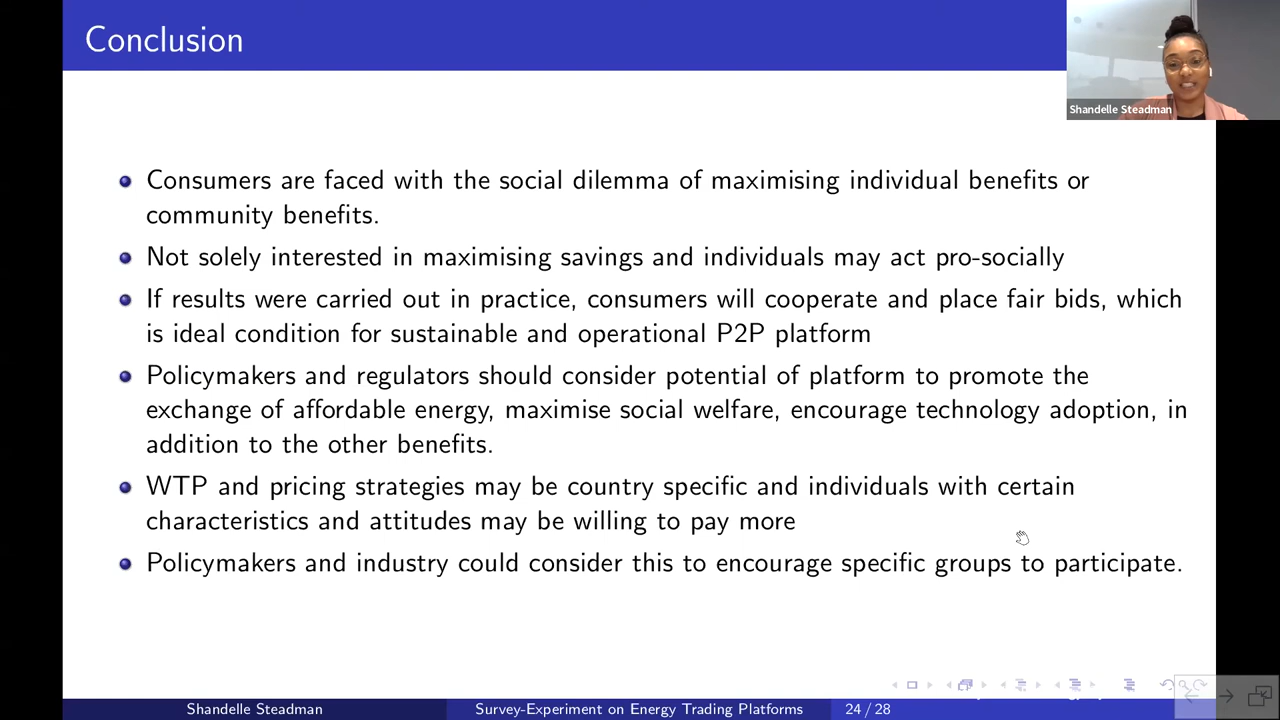 Conclusion
Shandelle Steadman
Consumers are faced with the social dilemma of maximising individual benefits or
community benefits.
Not solely interested in maximising savings and individuals may act pro-socially
If results were carried out in practice, consumers will cooperate and place fair bids, which
is ideal condition for sustainable and operational P2P platform
Policymakers and regulators should consider potential of platform to promote the
exchange of affordable energy, maximise social welfare, encourage technology adoption, in
addition to the other benefits.
WTP and pricing strategies may be country specific and individuals with certain
characteristics and attitudes may be willing to pay more
Policymakers and industry could consider this to encourage specific groups to participate.
Shandelle Steadman
Survey-Experiment on Energy Trading Platforms
24 / 28